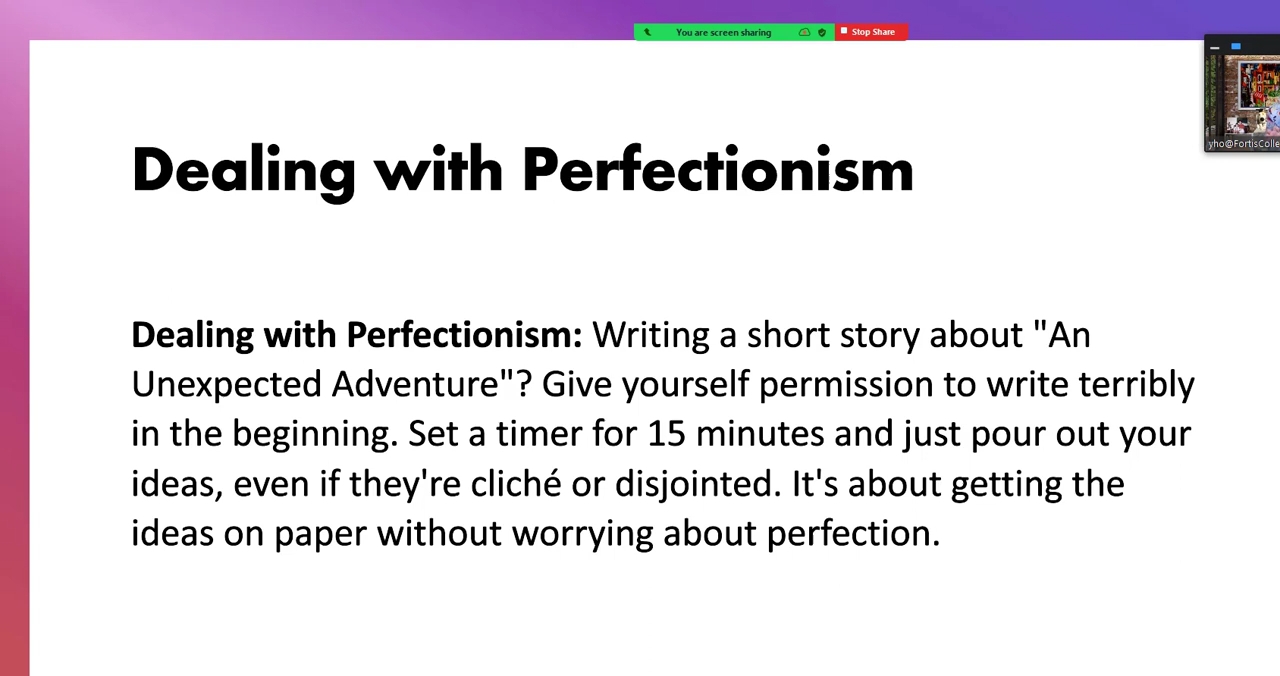 You are screen sharing
Stop Share
Dealing with Perfectionism
yho@FortisColle
Dealing with Perfectionism: Writing a short story about "An
Unexpected Adventure"? Give yourself permission to write terribly
in the beginning. Set a timer for 15 minutes and just pour out your
ideas, even if they're cliché or disjointed. It's about getting the
ideas on paper without worrying about perfection.